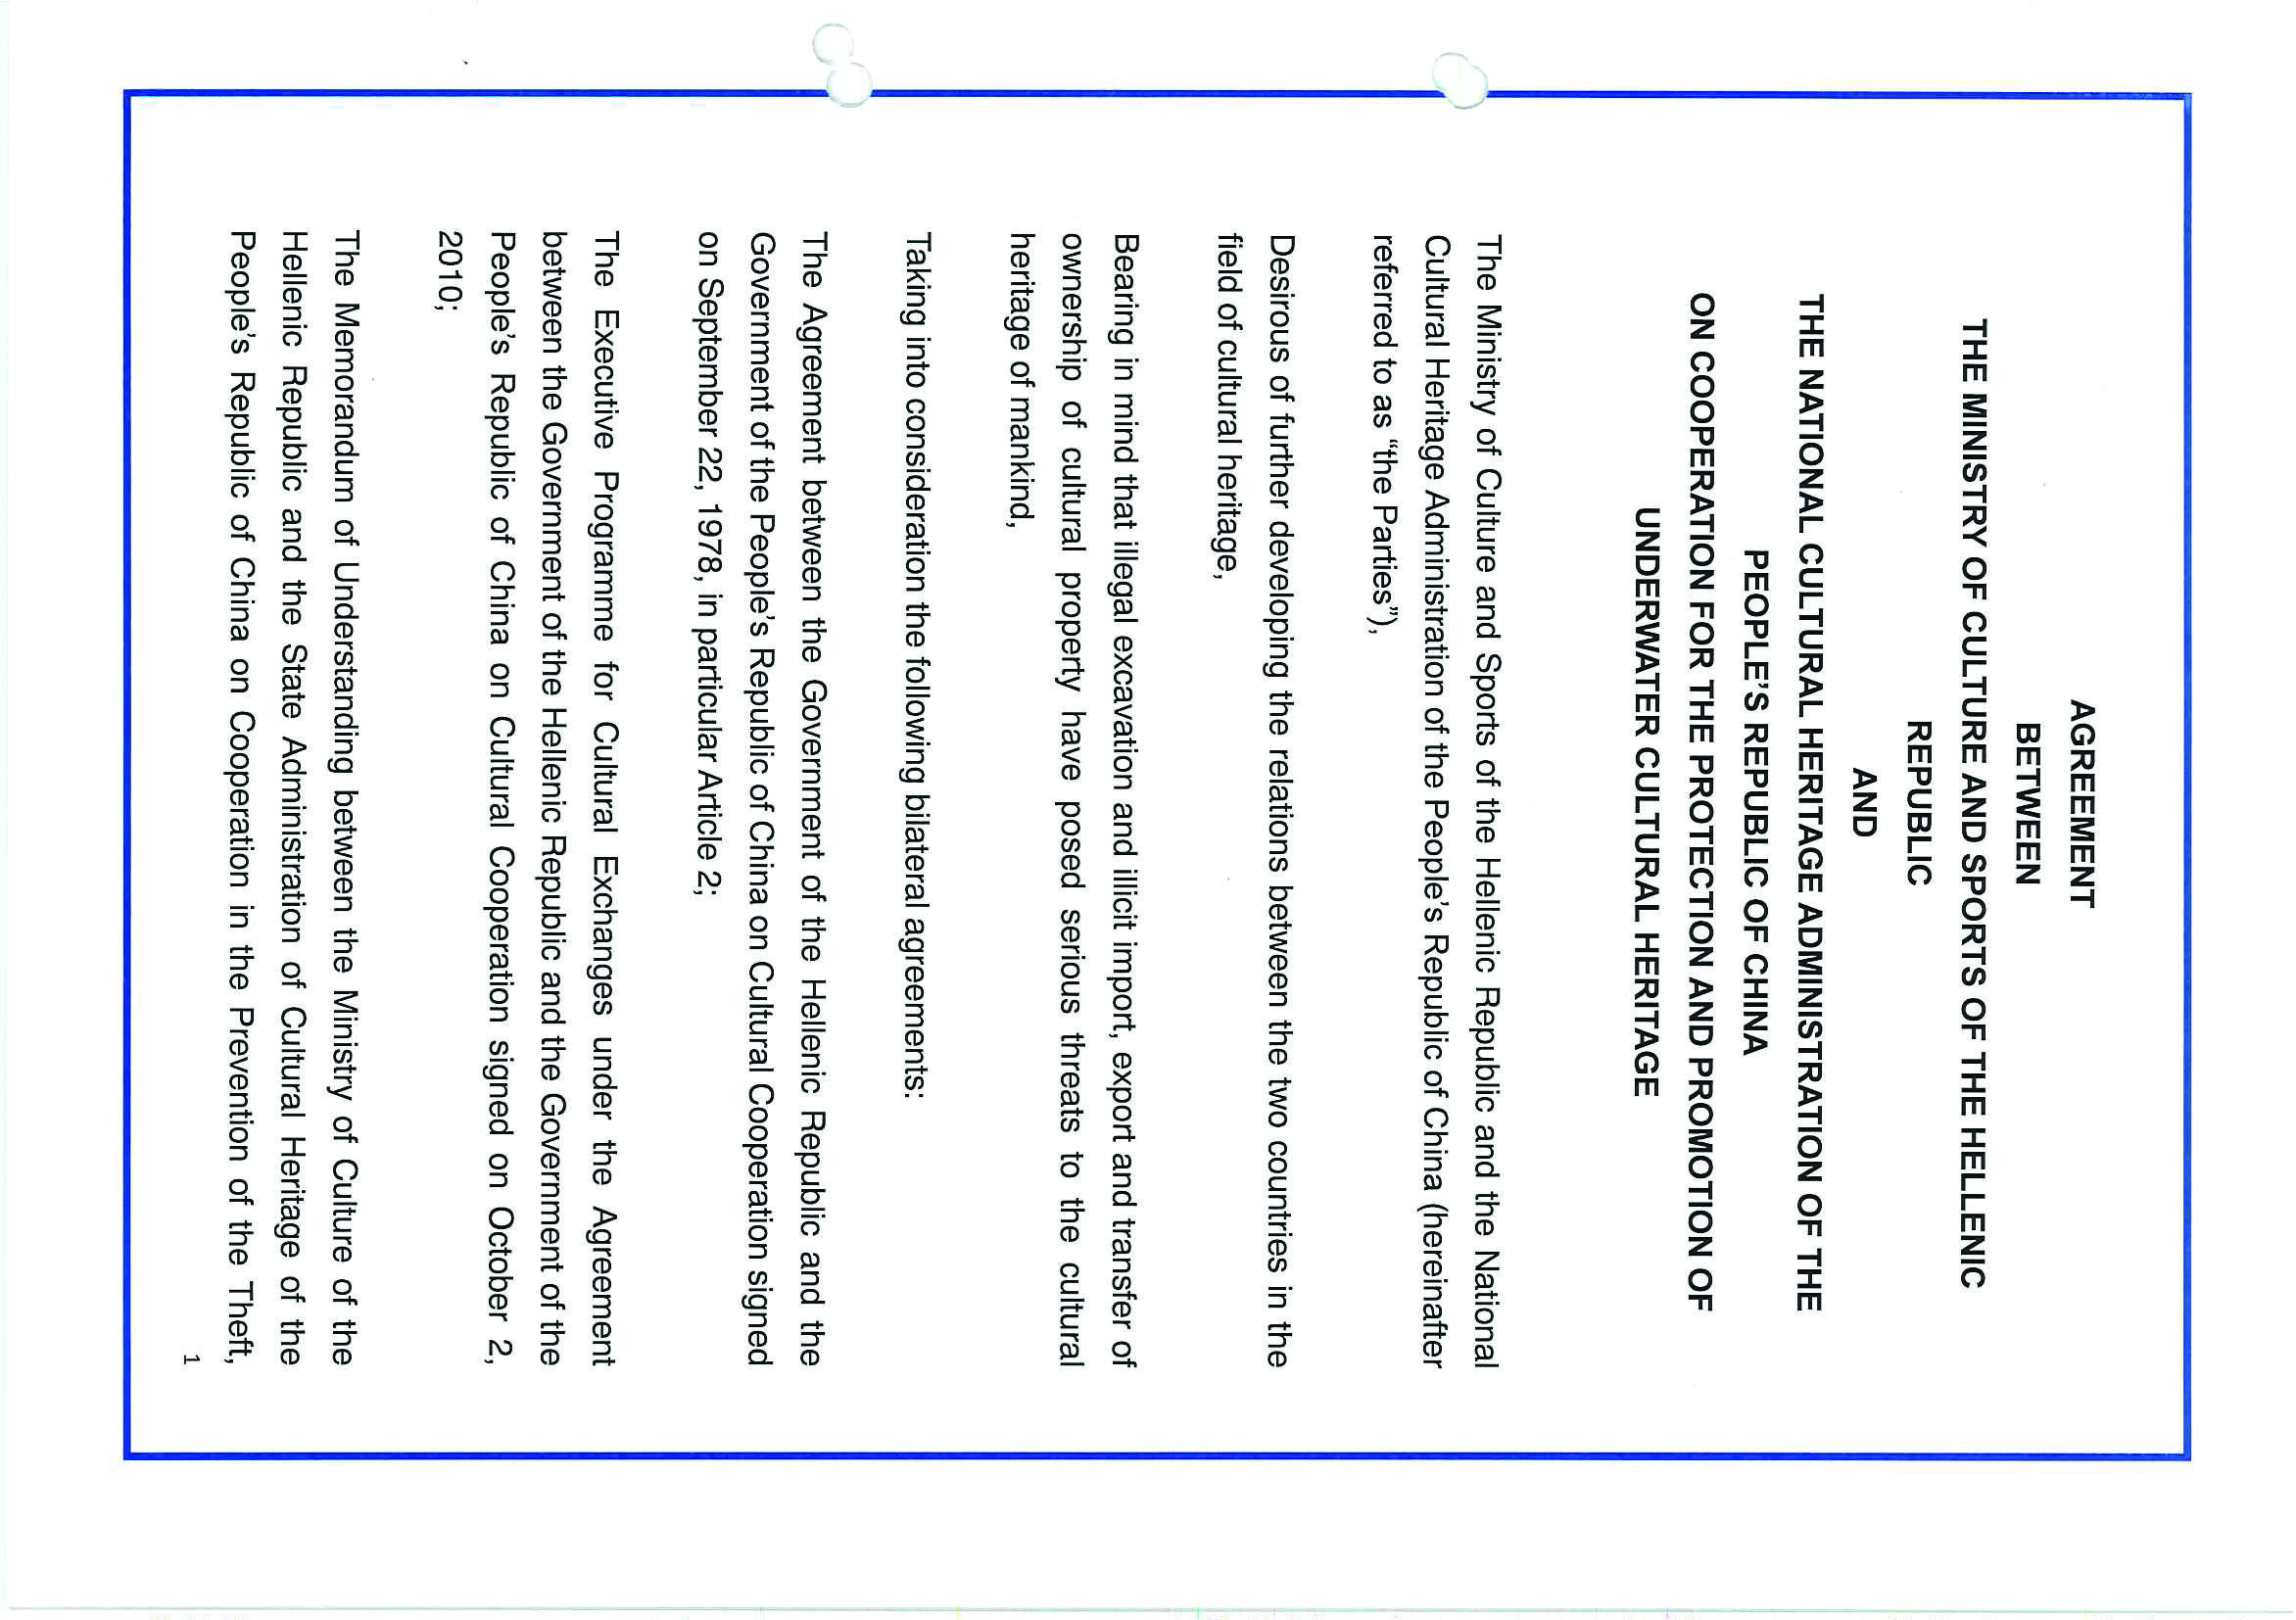 AGREEMENT
BETWEEN
THE MINISTRY OF CULTURE AND SPORTS OF THE HELLENIC
REPUBLIC
AND
THE NATIONAL CULTURAL HERITAGE ADMINISTRATION OF THE
PEOPLE'S REPUBLIC OF CHINA
ON COOPERATION FOR THE PROTECTION AND PROMOTION OF
UNDERWATER CULTURAL HERITAGE
The Ministry of Culture and Sports of the Hellenic Republic and the National
Cultural Heritage Administration of the People's Republic of China (hereinafter
referred to as “the Parties”),
Desirous of further developing the relations between the two countries in the
field of cultural heritage,
Bearing in mind that illegal excavation and illicit import, export and transfer of
ownership of cultural property have posed serious threats to the cultural
heritage of mankind,
Taking into consideration the following bilateral agreements:
The Agreement between the Government of the Hellenic Republic and the
Government of the People's Republic of China on Cultural Cooperation signed
on September 22, 1978, in particular Article 2;
The Executive Programme for Cultural Exchanges under the Agreement
between the Government of the Hellenic Republic and the Government of the
People's Republic of China on Cultural Cooperation signed on October 2,
2010;
The Memorandum of Understanding between the Ministry of Culture of the
Hellenic Republic and the State Administration of Cultural Heritage of the
People's Republic of China on Cooperation in the Prevention of the Theft,
1